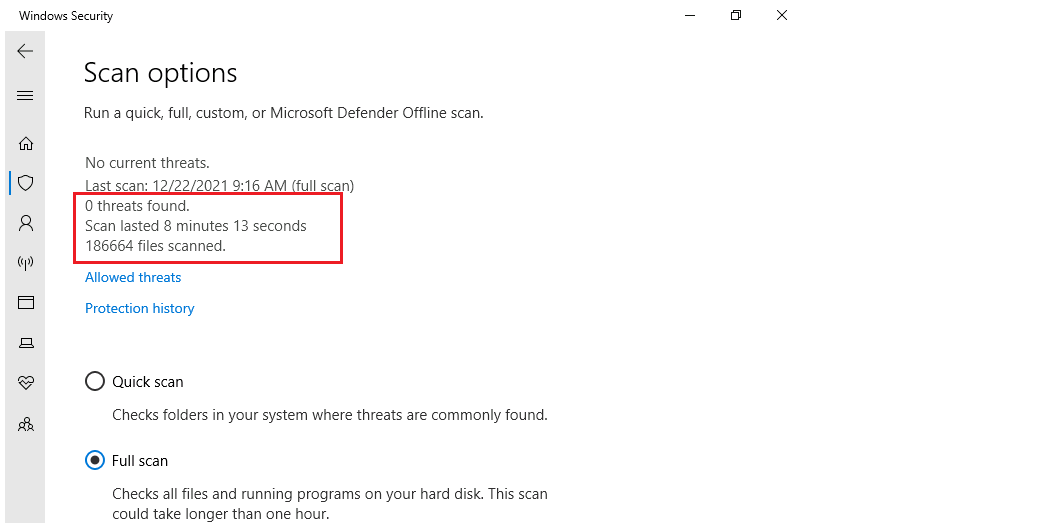 Windows Security
Scan options
Run a quick, full, custom, or Microsoft Defender Offline scan.
No current threats.
Last scan: 12/22/2021 9:16 AM (full scan)
0 threats found.
Scan lasted 8 minutes 13 seconds
186664 files scanned.
Allowed threats
Protection history
Quick scan
Checks folders in your system where threats are commonly found.
Full scan
Checks all files and running programs on your hard disk. This scan
could take longer than one hour.